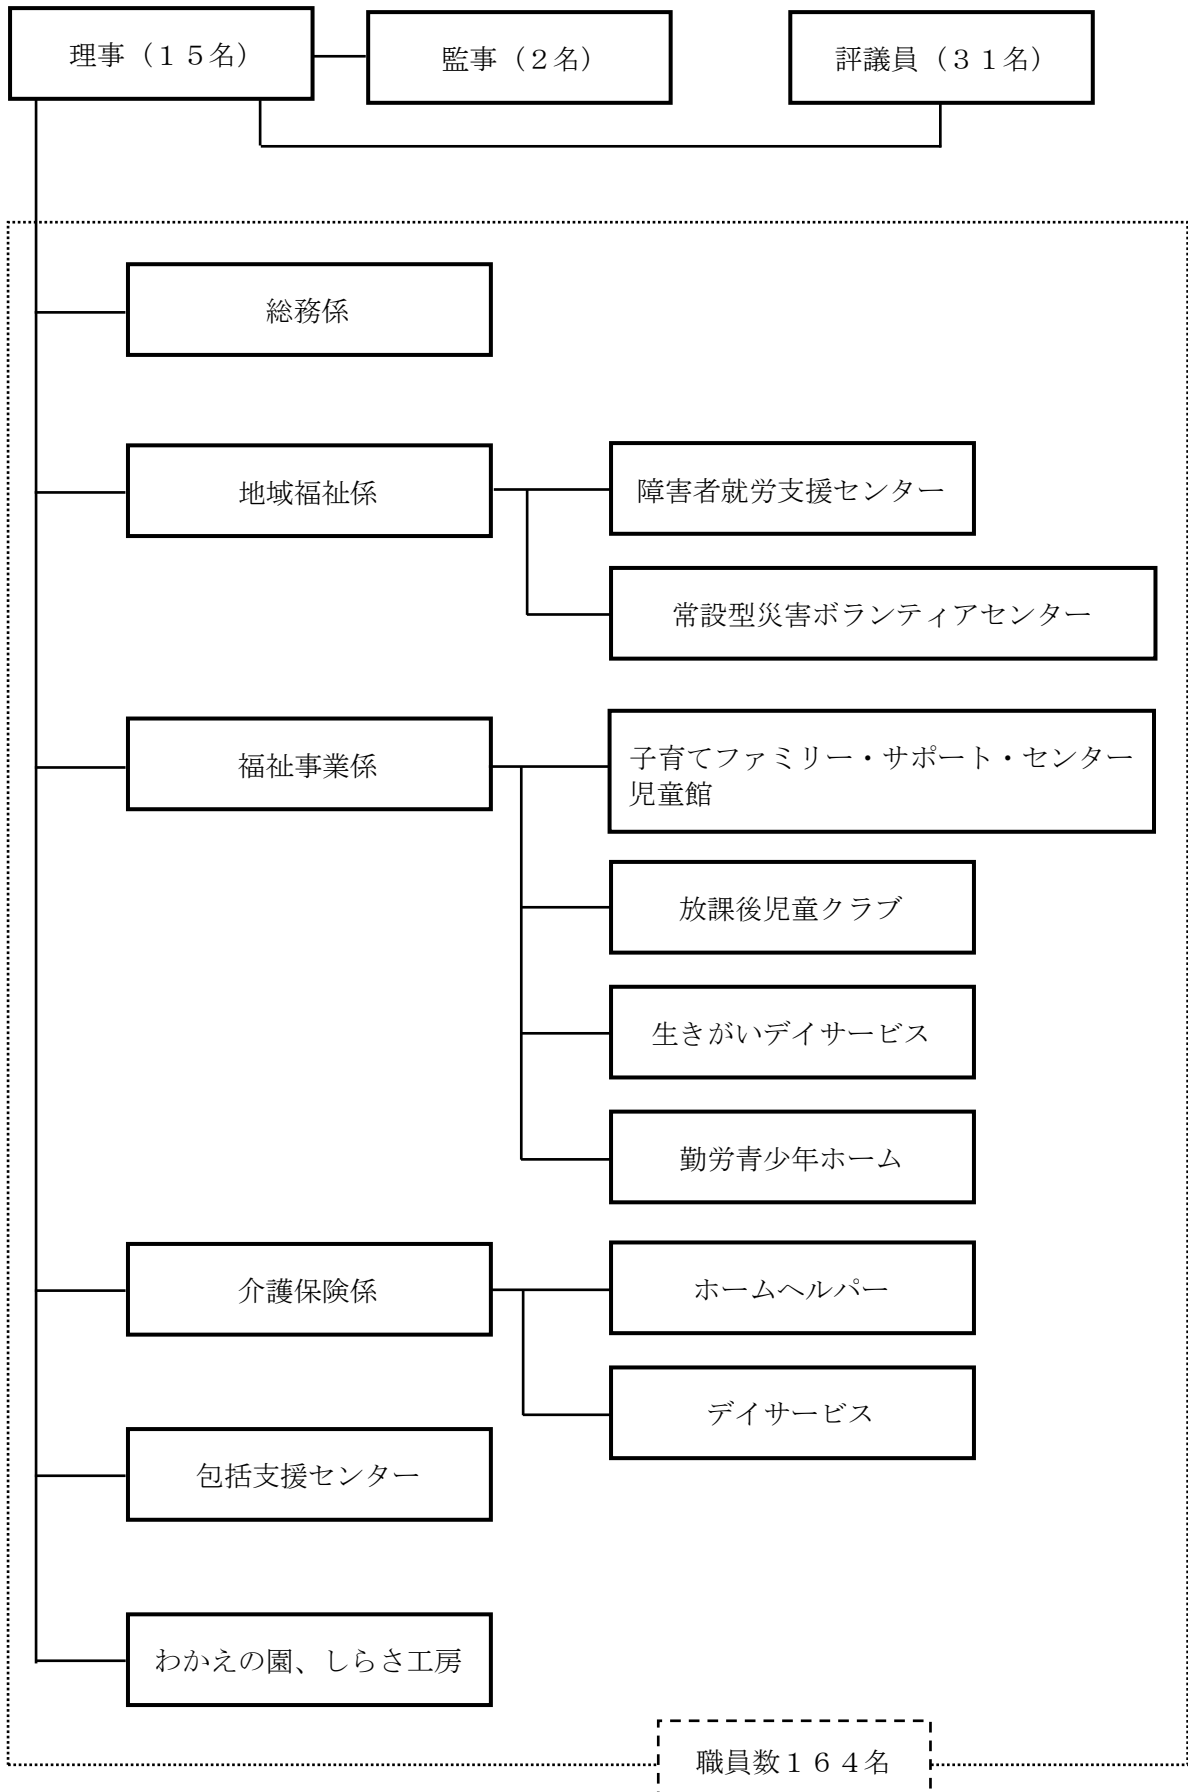 理事（１５名）
監事（２名）
評議員（３１名）
総務係
地域福祉係
障害者就労支援センター
常設型災害ボランティアセンター
福祉事業係
子育てファミリー・サポート・センター
児童館
放課後児童クラブ
生きがいデイサービス
勤労青少年ホーム
介護保険係
ホームヘルパー
デイサービス
包括支援センター
わかえの園、しらさ工房
職員数１６４名